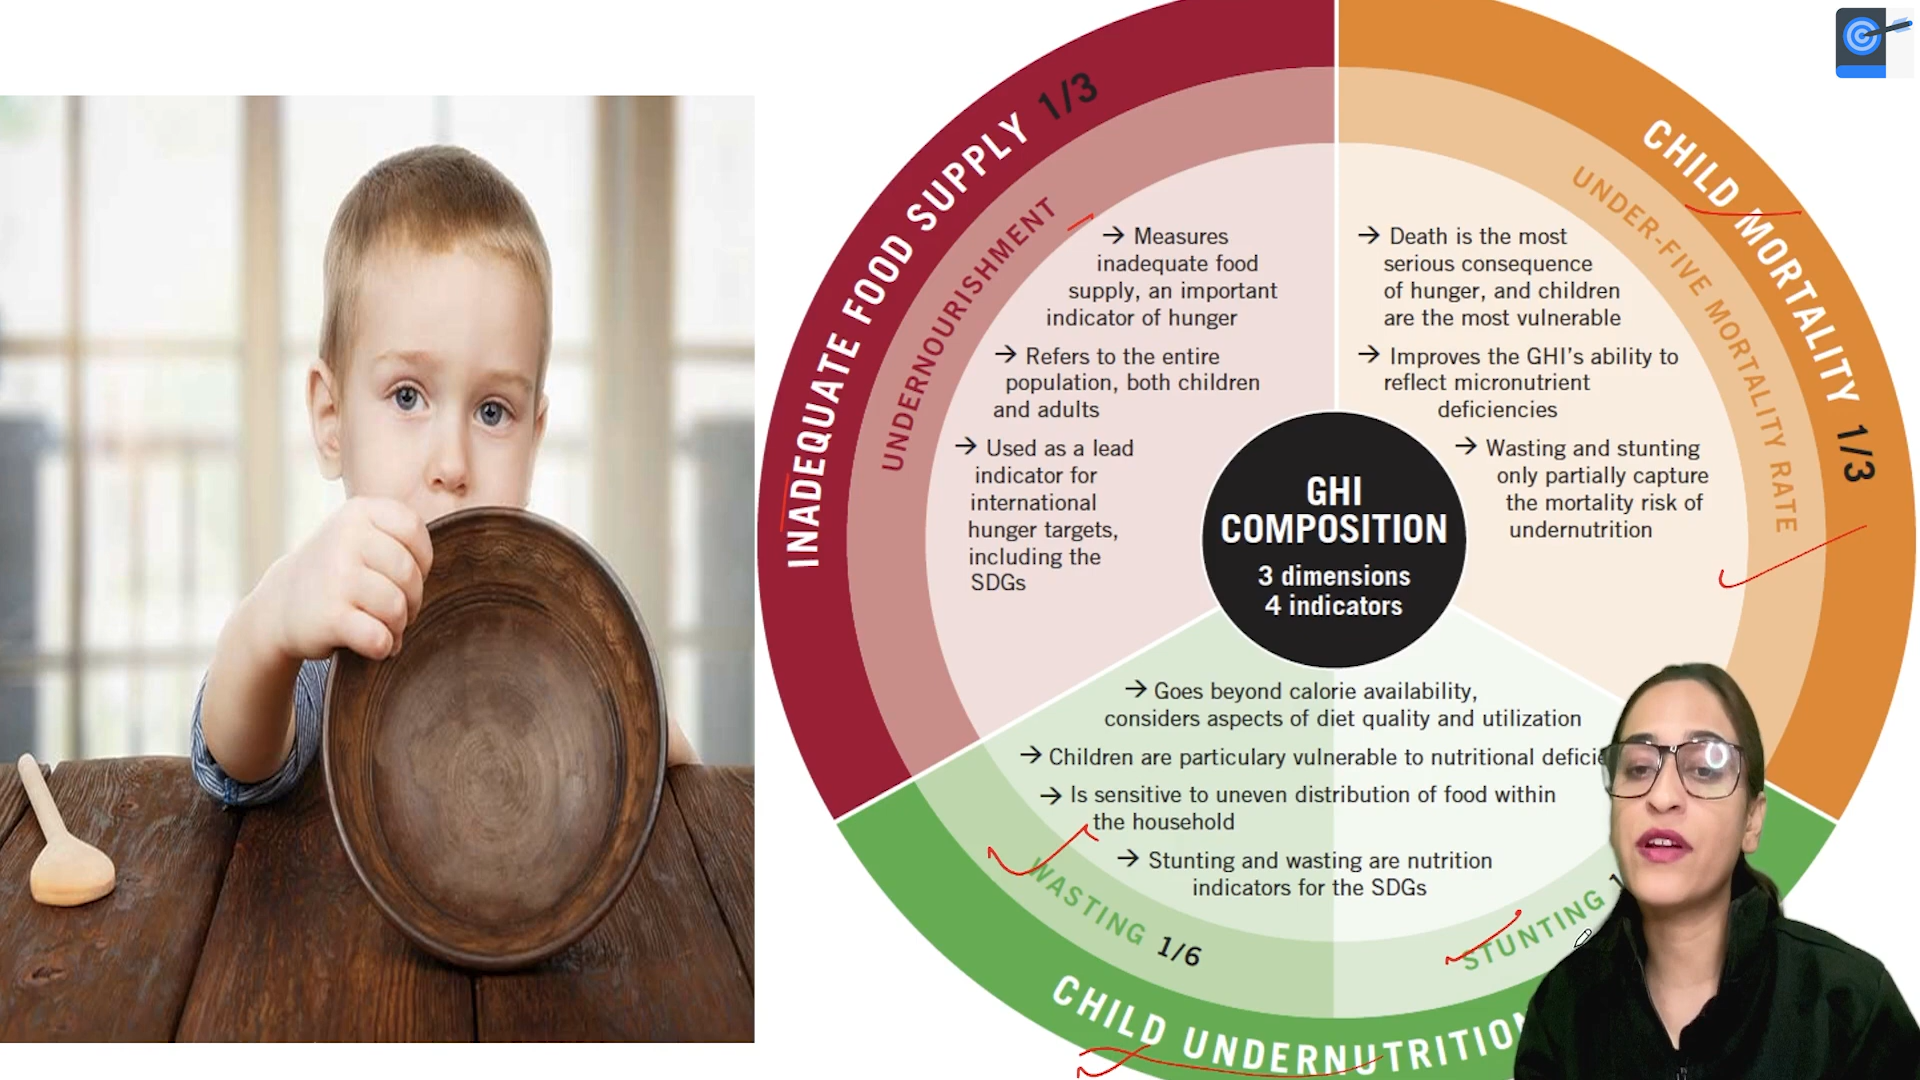 INADEQUATE FOOD SUPPLY 1/3
UNDERNOURISHMENT
→ Measures
inadequate food
supply, an important
indicator of hunger
→ Refers to the entire
population, both children
and adults
→ Used as a lead
indicator for
international
hunger targets,
including the
SDGs
CHILD MORTALITY 1/3
UNDER-FIVE MORTALITY RATE
→ Death is the most
serious consequence
of hunger, and children
are the most vulnerable
→ Improves the GHI's ability to
reflect micronutrient
deficiencies
→ Wasting and stunting
only partially capture
the mortality risk of
undernutrition
GHI
COMPOSITION
3 dimensions
4 indicators
→ Goes beyond calorie availability,
considers aspects of diet quality and utilization
→ Children are particulary vulnerable to nutritional
→ Is sensitive to uneven distribution of food within
the household
→ Stunting and wasting are nutrition
indicators for the SDGs
WASTING 1/6
STUNTING
CHILD UNDERNUTRITIO